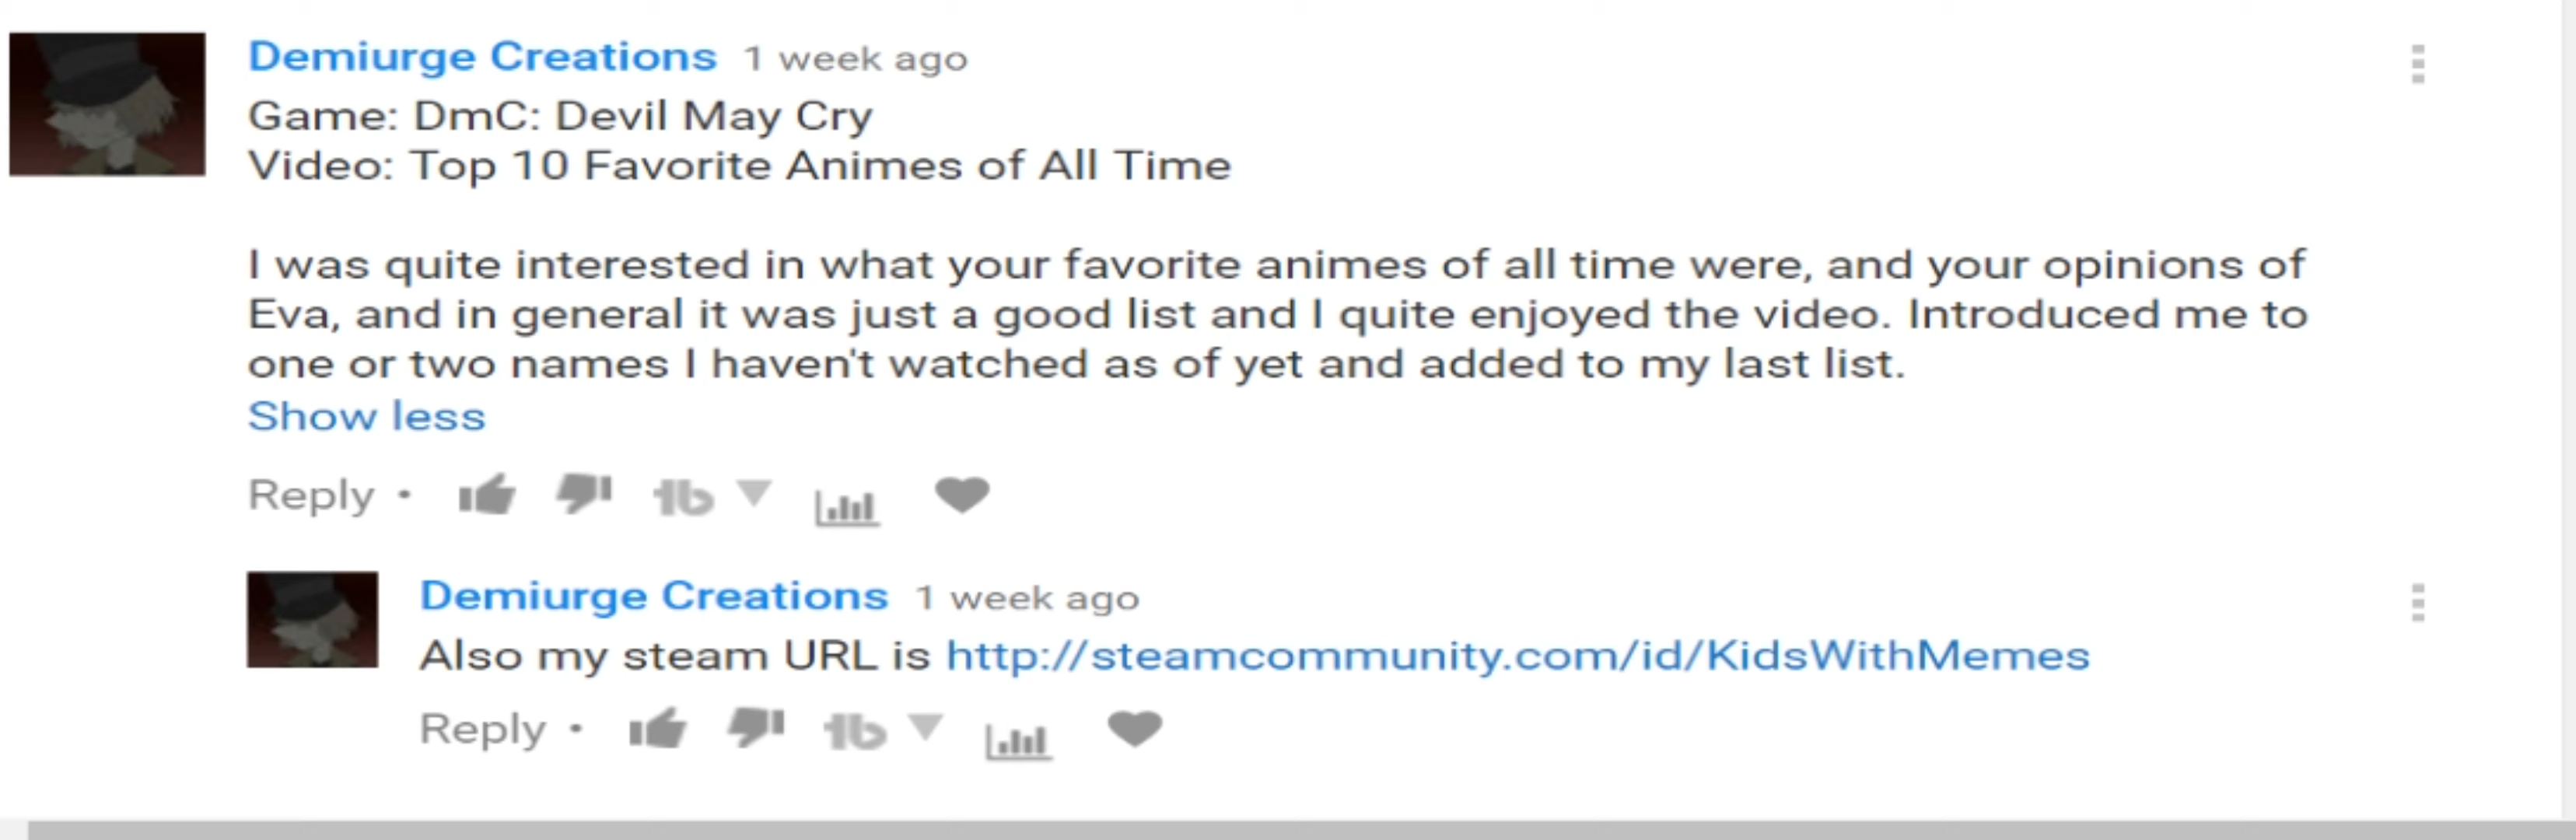 Demiurge Creations 1 week ago
Game: DmC: Devil May Cry
Video: Top 10 Favorite Animes of All Time
I was quite interested in what your favorite animes of all time were, and your opinions of
Eva, and in general it was just a good list and I quite enjoyed the video. Introduced me to
one or two names I haven't watched as of yet and added to my last list.
Show less
Reply • tb
Demiurge Creations 1 week ago
Also my steam URL is http://steamcommunity.com/id/KidsWithMemes
Reply • tb